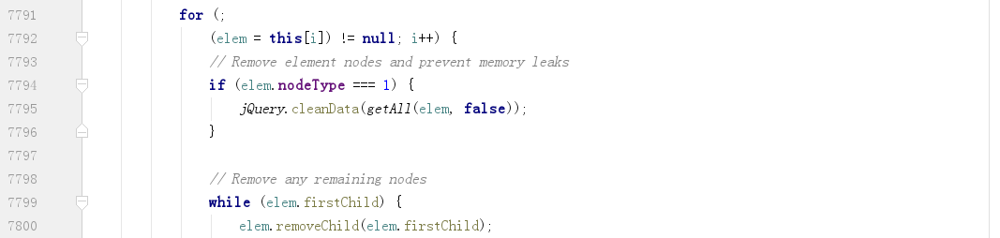 7791 for (;
7792 (elem = this[i]) != null; i++) {
7793 // Remove element nodes and prevent memory leaks
7794 if (elem.nodeType === 1) {
7795 jQuery.cleanData(getAll(elem, false));
7796 }
7797
7798 // Remove any remaining nodes
7799 while (elem.firstChild) {
7800 elem.removeChild(elem.firstChild);